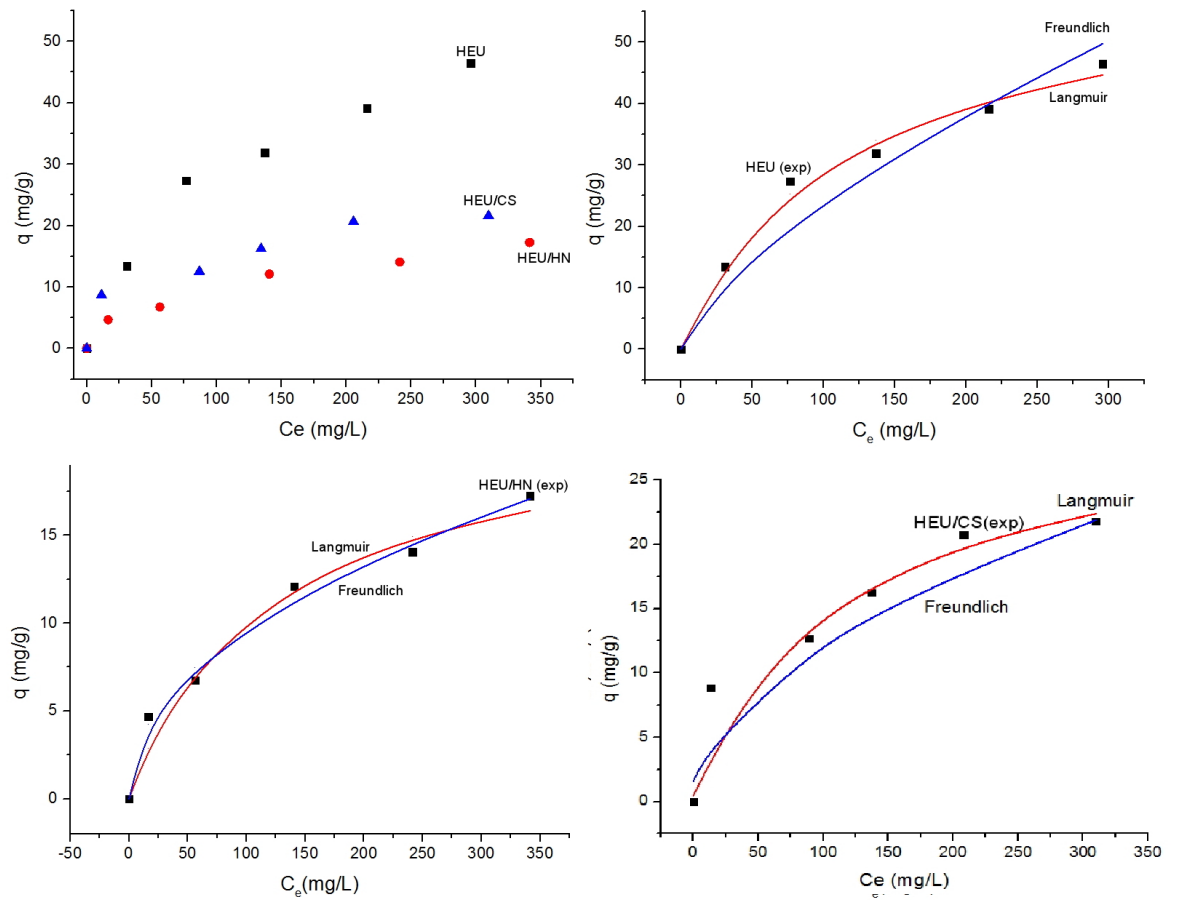 50
40
30
20
10
0
q (mg/g)
HEU
HEU/CS
HEU/HN
0 50 100 150 200 250 300 350
Ce (mg/L)
50
40
30
20
10
0
q (mg/g)
Freundlich
Langmuir
HEU (exp)
0 50 100 150 200 250 300
Ce (mg/L)
15
10
5
0
q (mg/g)
HEU/HN (exp)
Langmuir
Freundlich
-50 0 50 100 150 200 250 300 350
Ce(mg/L)
25
20
15
10
5
0
q (mg/g)
Langmuir
HEU/CS(exp)
Freundlich
0 50 100 150 200 250 300 350
Ce (mg/L)